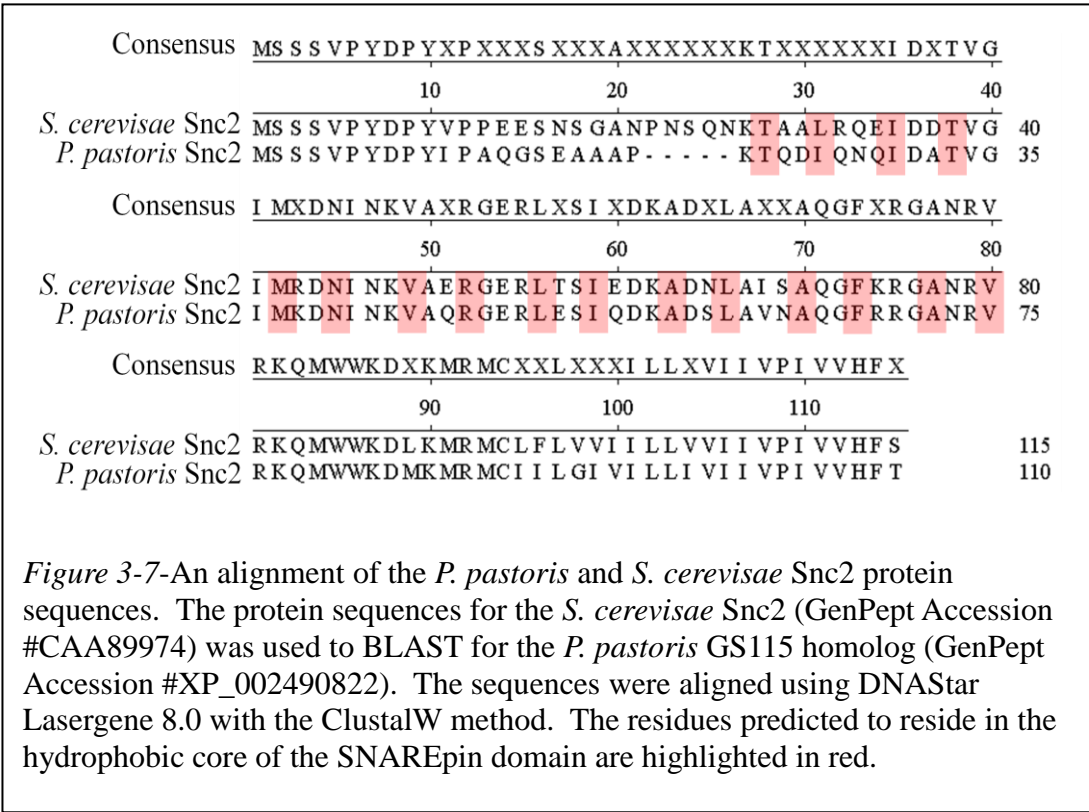 Consensus MSSSVPYDPYXPXXXSXXXAXXXXXXKTXXXXXXIDXTVG
10 20 30 40
S. cerevisae Snc2 MSSSVPYDPYVPPEESNSGANPNSQNKTAALRQEIDDTVG 40
P. pastoris Snc2 MSSSVPYDPYIPAQGSEAAAP-----KTQDIQNQIDATVG 35
Consensus IMXDNINKVAXRGERLXSIXDKADXLAXXAQGFXRGANRV
50 60 70 80
S. cerevisae Snc2 IMRDNINKVAERGERLTSIEDKADNLAISAQGFKRGANRV 80
P. pastoris Snc2 IMKDNINKVAQRGERLESIQDKADSLAVNAQGFRRGANRV 75
Consensus RKQMWWKDXKMRMCXXLXXXILLXVIIVPIVVHFX
90 100 110
S. cerevisae Snc2 RKQMWWKDLKMRMCLFLVVIILLVVIIVPIVVHFS 115
P. pastoris Snc2 RKQMWWKDMKMRMCIILGIVILLIVIIVPIVVHFT 110
Figure 3-7-An alignment of the P. pastoris and S. cerevisae Snc2 protein
sequences. The protein sequences for the S. cerevisae Snc2 (GenPept Accession
#CAA89974) was used to BLAST for the P. pastoris GS115 homolog (GenPept
Accession #XP_002490822). The sequences were aligned using DNAStar
Lasergene 8.0 with the ClustalW method. The residues predicted to reside in the
hydrophobic core of the SNAREpin domain are highlighted in red.